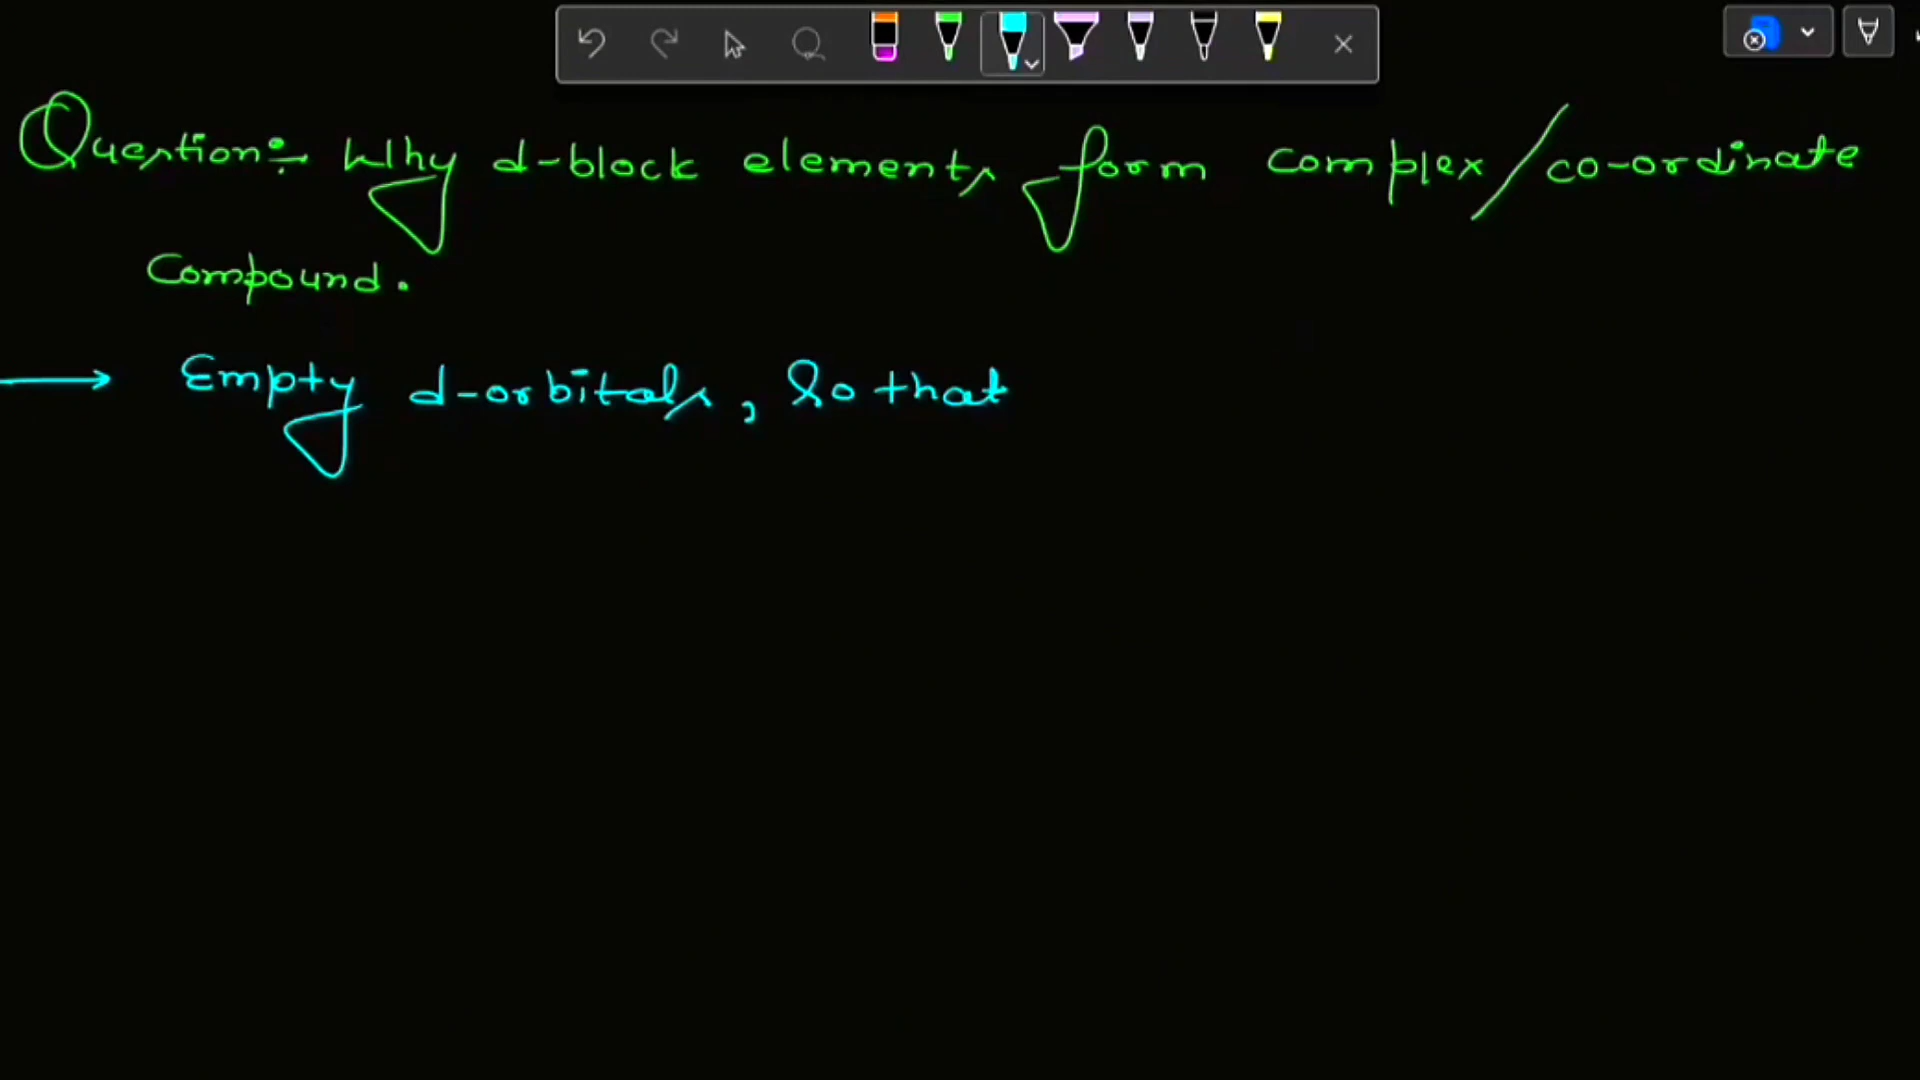 Question:- Why d-block elements form complex/co-ordinate
Compound.
→ Empty d-orbitals, So that